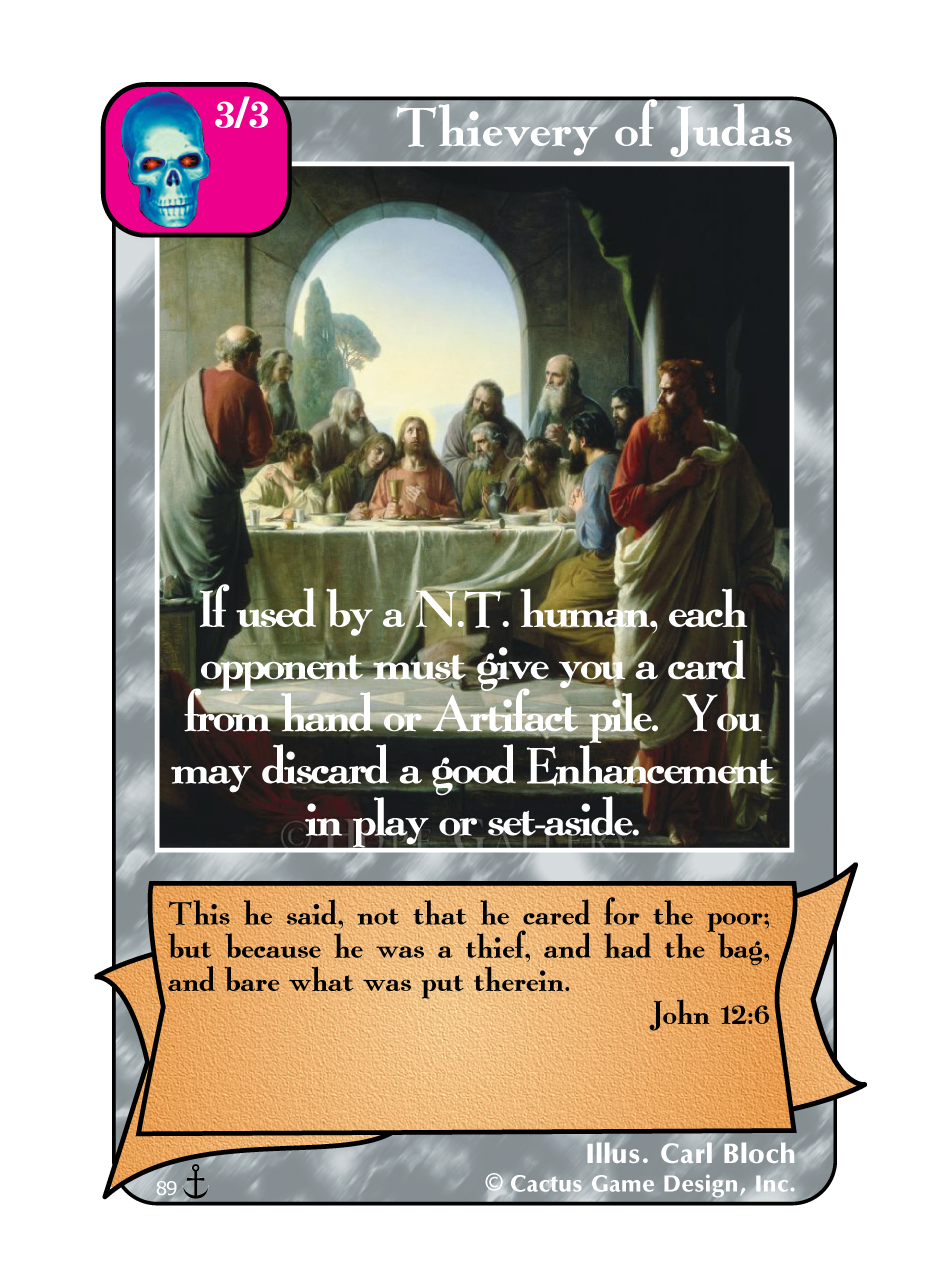 3/3
Thievery of Judas
If used by a N.T. human, each
opponent must give you a card
from hand or Artifact pile. You
may discard a good Enhancement
in play or set-aside.
© HOPE GALLERY
This he said, not that he cared for the poor;
but because he was a thief, and had the bag,
and bare what was put therein.
John 12:6
Illus. Carl Bloch
89
© Cactus Game Design, Inc.